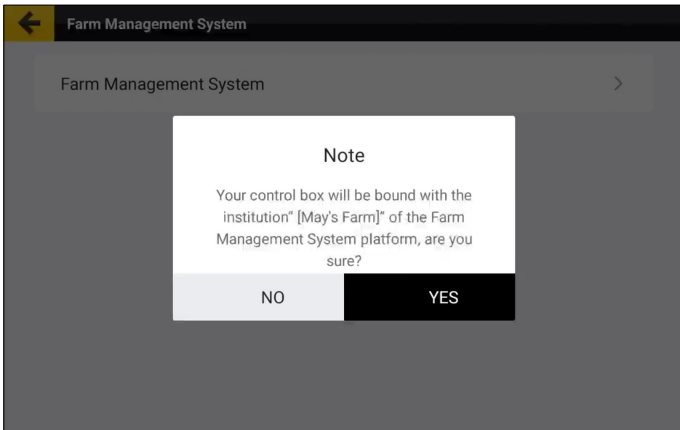 Farm Management System
Farm Management System
Note
Your control box will be bound with the
institution“ [May's Farm]" of the Farm
Management System platform, are you
sure?
NO
YES